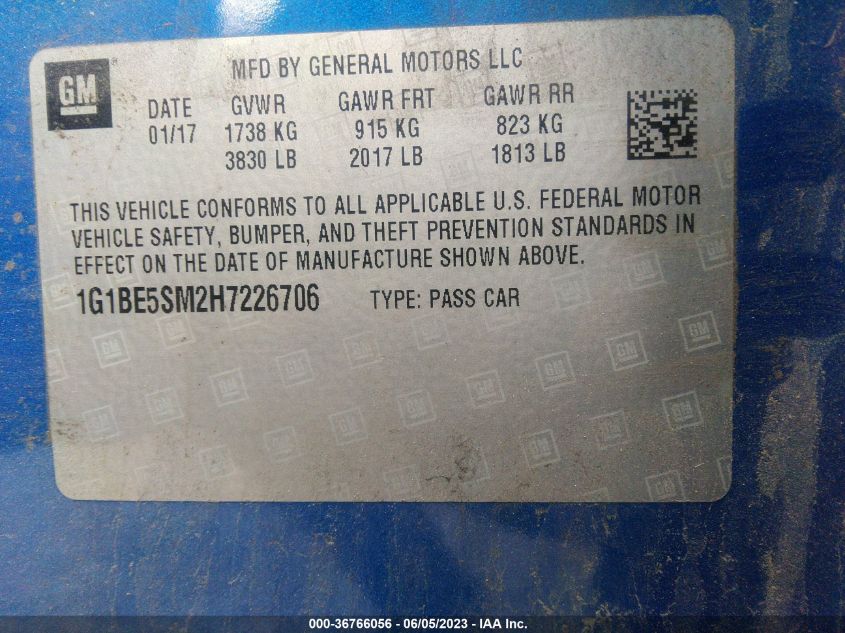 GM
MFD BY GENERAL MOTORS LLC
DATE GVWR GAWR FRT GAWR RR
01/17 1738 KG 915 KG 823 KG
3830 LB 2017 LB 1813 LB
THIS VEHICLE CONFORMS TO ALL APPLICABLE U.S. FEDERAL MOTOR
VEHICLE SAFETY, BUMPER, AND THEFT PREVENTION STANDARDS IN
EFFECT ON THE DATE OF MANUFACTURE SHOWN ABOVE.
1G1BE5SM2H7226706 TYPE: PASS CAR
000-36766056 - 06/05/2023 - IAA Inc.